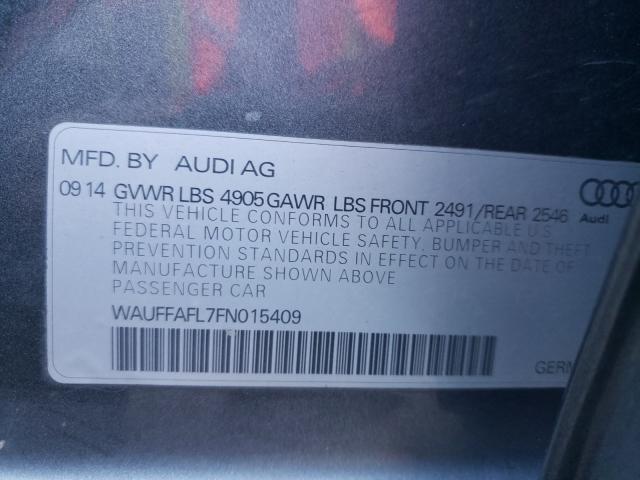 MFD. BY AUDI AG
09 14 GVWR LBS 4905 GAWR LBS FRONT 2491/REAR 2546
Audi
THIS VEHICLE CONFORMS TO ALL APPLICABLE U.S
FEDERAL MOTOR VEHICLE SAFETY, BUMPER AND THEFT
PREVENTION STANDARDS IN EFFECT ON THE DATE OF
MANUFACTURE SHOWN ABOVE
PASSENGER CAR
WAUFFAFL7FN015409
GERM